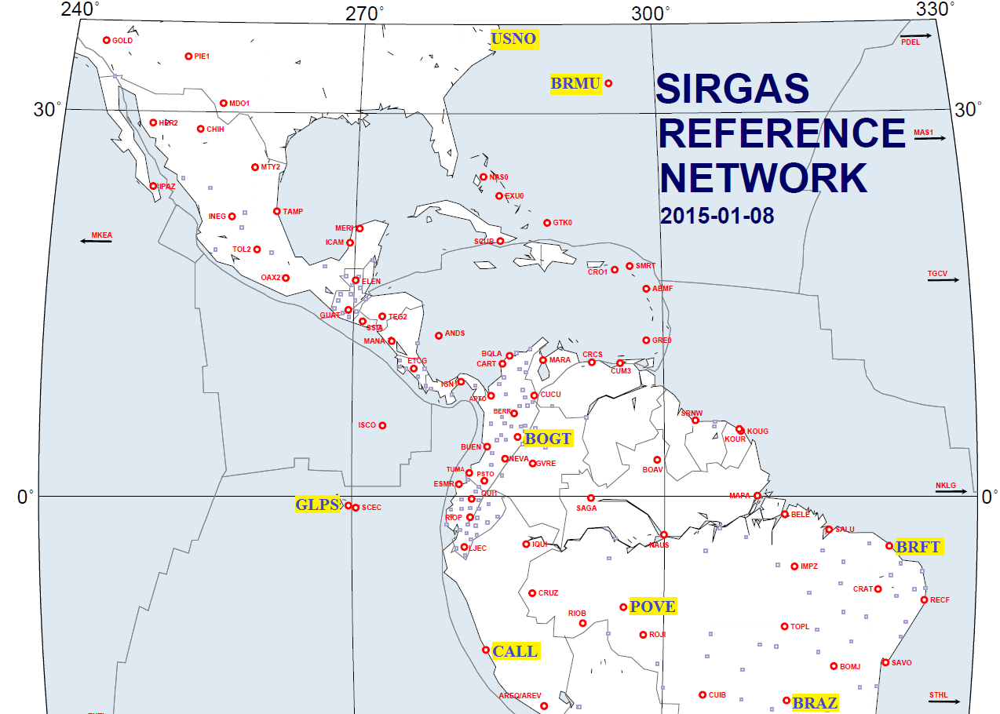 240°
270°
300°
330°
GOLD
USNO
PDEL
PIE1
BRMU
SIRGAS
REFERENCE
NETWORK
2015-01-08
30°
30°
MDO1
HER2
CHIH
MAS1
MTY2
NAS0
IPAZ
EXU0
INEG
TAMP
GTK0
MERI
MKEA
ICAM
SCUB
TOL2
SMRT
CRO1
TGCV
OAX2
ELEN
ABMF
GUAT
TEG2
SSIA
ANDS
MANA
GRE0
BQLA
CRCS
ETCG
CART
MARA
CUM3
IGN1
APTO
CUCU
BERR
SRNW
ISCO
KOUG
KOUR
BOGT
BUEN
NEVA
GVRE
BOAV
TUMA
PSTO
ESMR
NKLG
0°
0°
QUI1
MAPA
GLPS
SCEC
SAGA
RIOP
BELE
SALU
LJEC
IQUI
NAUS
BRFT
IMPZ
CRUZ
CRAT
RECF
POVE
RIOB
TOPL
ROJI
CALL
SAVO
BOMJ
AREQ/AREV
CUIB
BRAZ
STHL